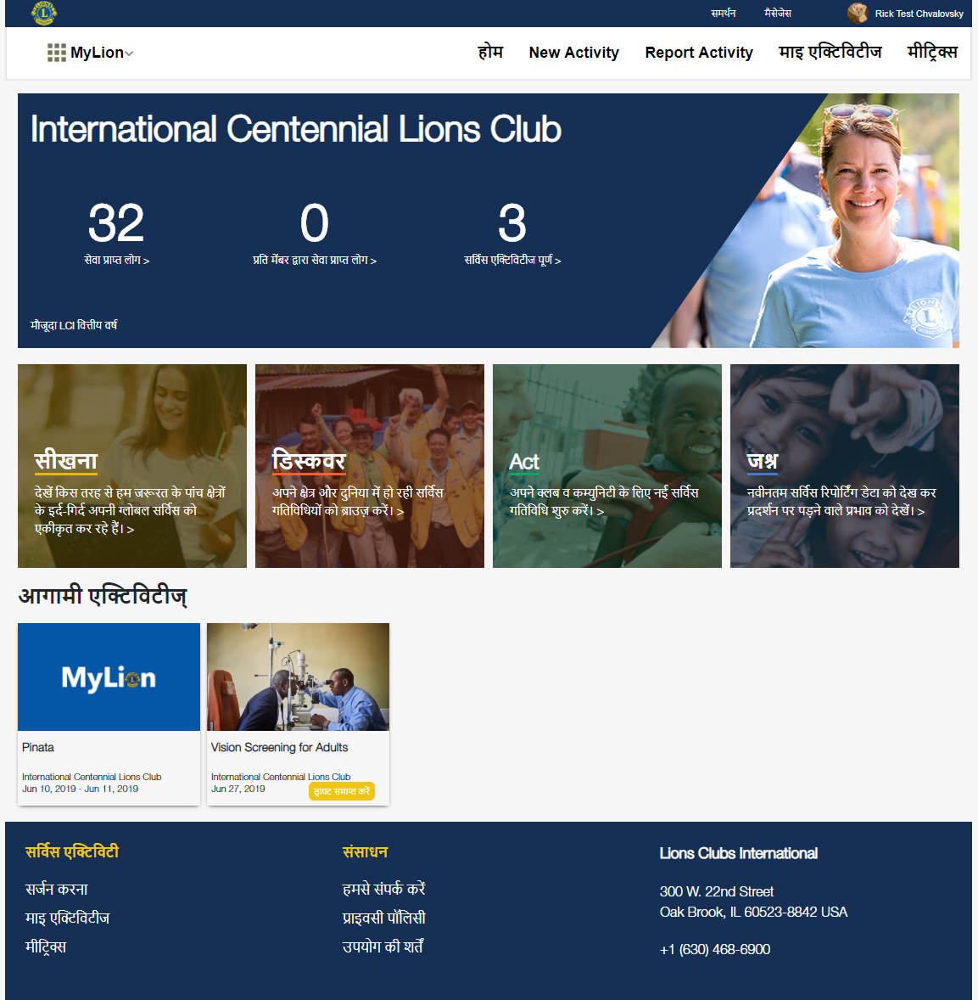 समर्थन मैसेजेस Rick Test Chvalovsky
MyLion होम New Activity Report Activity माइ एक्टिविटीज मीट्रिक्स
International Centennial Lions Club
32 0 3
सेवा प्राप्त लोग > प्रति मेंबर द्वारा सेवा प्राप्त लोग > सर्विस एक्टिविटीज पूर्ण >
मौजूदा LCI वित्तीय वर्ष
सीखना
देखें किस तरह से हम जरूरत के पांच क्षेत्रों
के इर्द-गिर्द अपनी ग्लोबल सर्विस को
एकीकृत कर रहे हैं। >
डिस्कवर
अपने क्षेत्र और दुनिया में हो रही सर्विस
गतिविधियों को ब्राउज़ करें। >
Act
अपने क्लब व कम्युनिटी के लिए नई सर्विस
गतिविधि शुरु करें। >
जश्न
नवीनतम सर्विस रिपोर्टिंग डेटा को देख कर
प्रदर्शन पर पड़ने वाले प्रभाव को देखें। >
आगामी एक्टिविटीज्
MyLion
Pinata
International Centennial Lions Club
Jun 10, 2019 - Jun 11, 2019
Vision Screening for Adults
International Centennial Lions Club
Jun 27, 2019
ड्राफ्ट समाप्त करें
सर्विस एक्टिविटी
सर्जन करना
माइ एक्टिविटीज
मीट्रिक्स
संसाधन
हमसे संपर्क करें
प्राइवसी पॉलिसी
उपयोग की शर्तें
Lions Clubs International
300 W. 22nd Street
Oak Brook, IL 60523-8842 USA
+1 (630) 468-6900